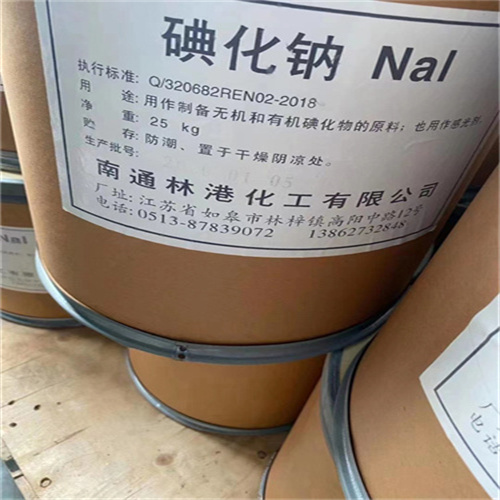 碘化钠 NaI
执行标准: Q/320682REN02-2018
用 途: 用作制备无机和有机碘化物的原料; 也用作感光剂
净 重: 25 kg
贮 存: 防潮、置于干燥阴凉处。
生产批号:
南通林港化工有限公司
厂址: 江苏省如皋市林梓镇高阳中路12号
电话: 0513-87839072 13862732848
NaI
厂
电话